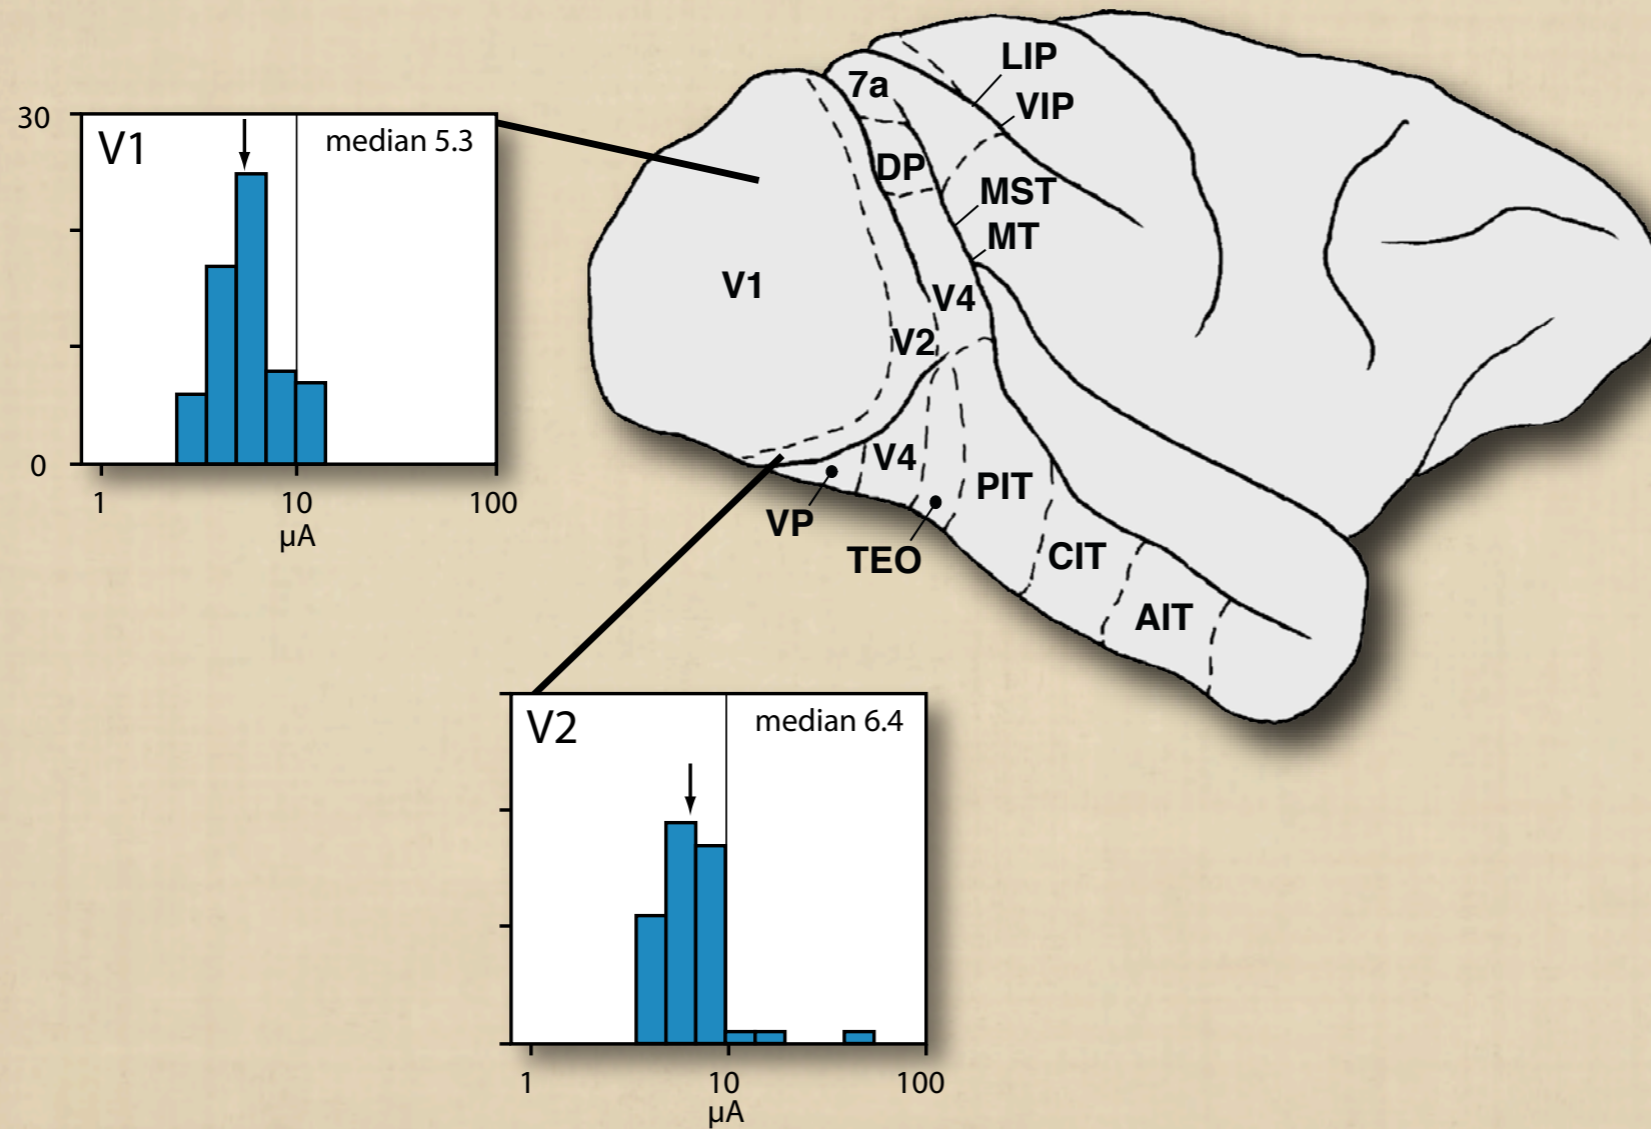 30
V1
median 5.3
0
1
10
100
µA
LIP
7a
VIP
DP
MST
MT
V1
V4
V2
V4
PIT
VP
TEO
CIT
AIT
V2
median 6.4
1
10
100
µA